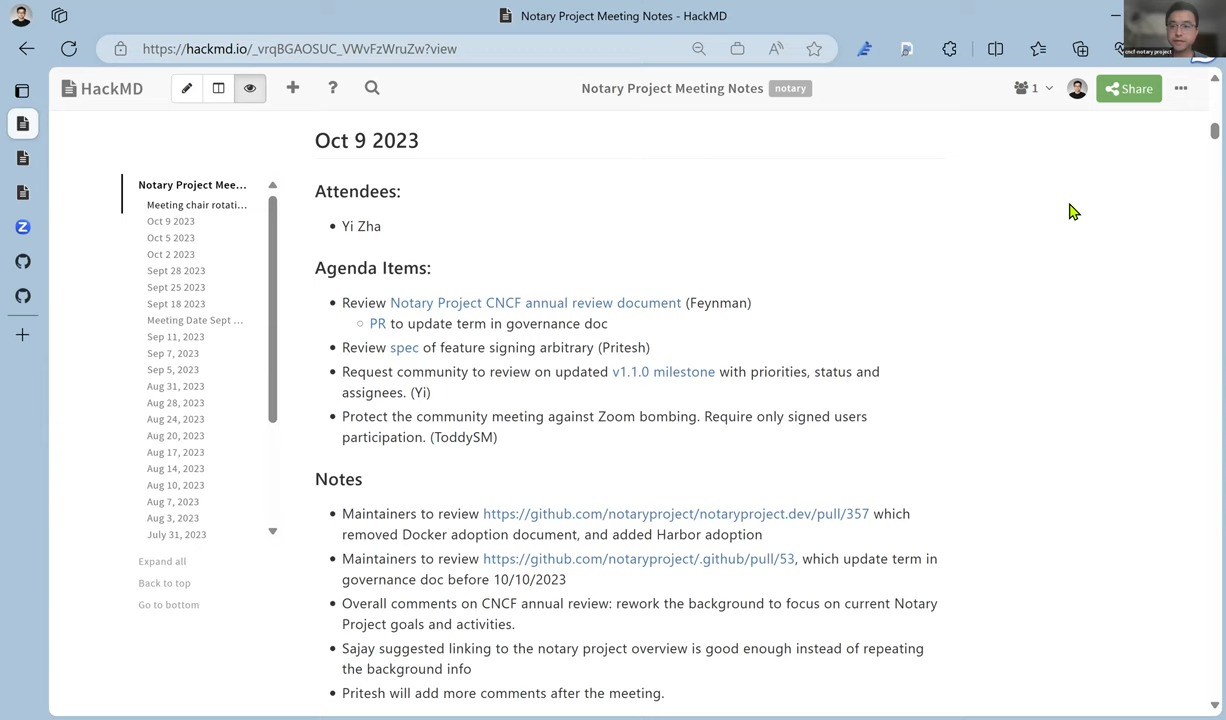 Notary Project Meeting Notes - HackMD
https://hackmd.io/_vrqBGAOSUC_VWvFzWruZw?view
cncf-notary project
HackMD
Notary Project Meeting Notes notary
1
Share
Oct 9 2023
Notary Project Mee...
Meeting chair rotati...
Oct 9 2023
Oct 5 2023
Oct 2 2023
Sept 28 2023
Sept 25 2023
Sept 18 2023
Meeting Date Sept ...
Sep 11, 2023
Sep 7, 2023
Sep 5, 2023
Aug 31, 2023
Aug 28, 2023
Aug 24, 2023
Aug 20, 2023
Aug 17, 2023
Aug 14, 2023
Aug 10, 2023
Aug 7, 2023
Aug 3, 2023
July 31, 2023
Expand all
Back to top
Go to bottom
Attendees:
Yi Zha
Agenda Items:
Review Notary Project CNCF annual review document (Feynman)
PR to update term in governance doc
Review spec of feature signing arbitrary (Pritesh)
Request community to review on updated v1.1.0 milestone with priorities, status and
assignees. (Yi)
Protect the community meeting against Zoom bombing. Require only signed users
participation. (ToddySM)
Notes
Maintainers to review https://github.com/notaryproject/notaryproject.dev/pull/357 which
removed Docker adoption document, and added Harbor adoption
Maintainers to review https://github.com/notaryproject/.github/pull/53, which update term in
governance doc before 10/10/2023
Overall comments on CNCF annual review: rework the background to focus on current Notary
Project goals and activities.
Sajay suggested linking to the notary project overview is good enough instead of repeating
the background info
Pritesh will add more comments after the meeting.